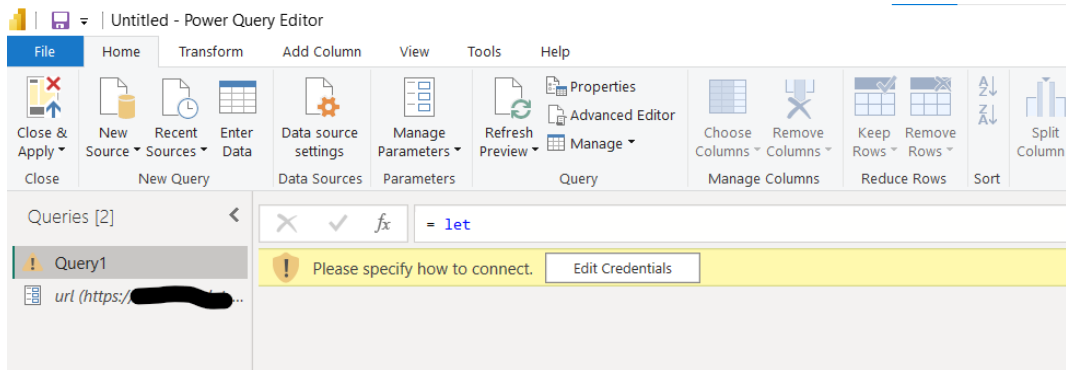 Untitled - Power Query Editor
File Home Transform Add Column View Tools Help
Close & Apply
New Source
Recent Sources
Enter Data
Data source settings
Manage Parameters
Refresh Preview
Properties
Advanced Editor
Manage
Choose Columns
Remove Columns
Keep Rows
Remove Rows
A Z
Z A
Split Column
Close New Query Data Sources Parameters Query Manage Columns Reduce Rows Sort
Queries [2]
fx = let
Query1
Please specify how to connect. Edit Credentials
url (https:/ ...